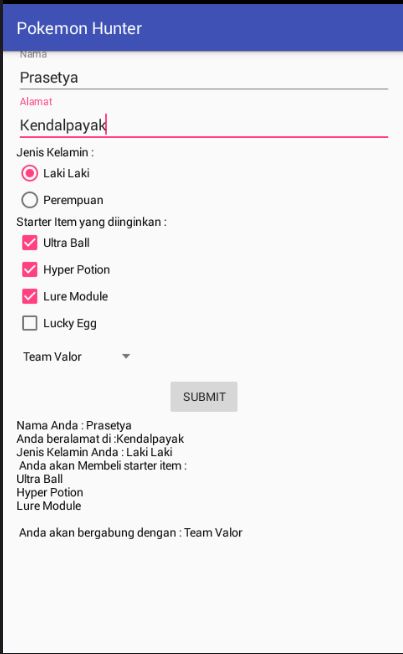 Pokemon Hunter
Nama
Prasetya
Alamat
Kendalpayak
Jenis Kelamin :
Laki Laki
Perempuan
Starter Item yang diinginkan :
Ultra Ball
Hyper Potion
Lure Module
Lucky Egg
Team Valor
SUBMIT
Nama Anda : Prasetya
Anda beralamat di :Kendalpayak
Jenis Kelamin Anda : Laki Laki
Anda akan Membeli starter item :
Ultra Ball
Hyper Potion
Lure Module
Anda akan bergabung dengan : Team Valor